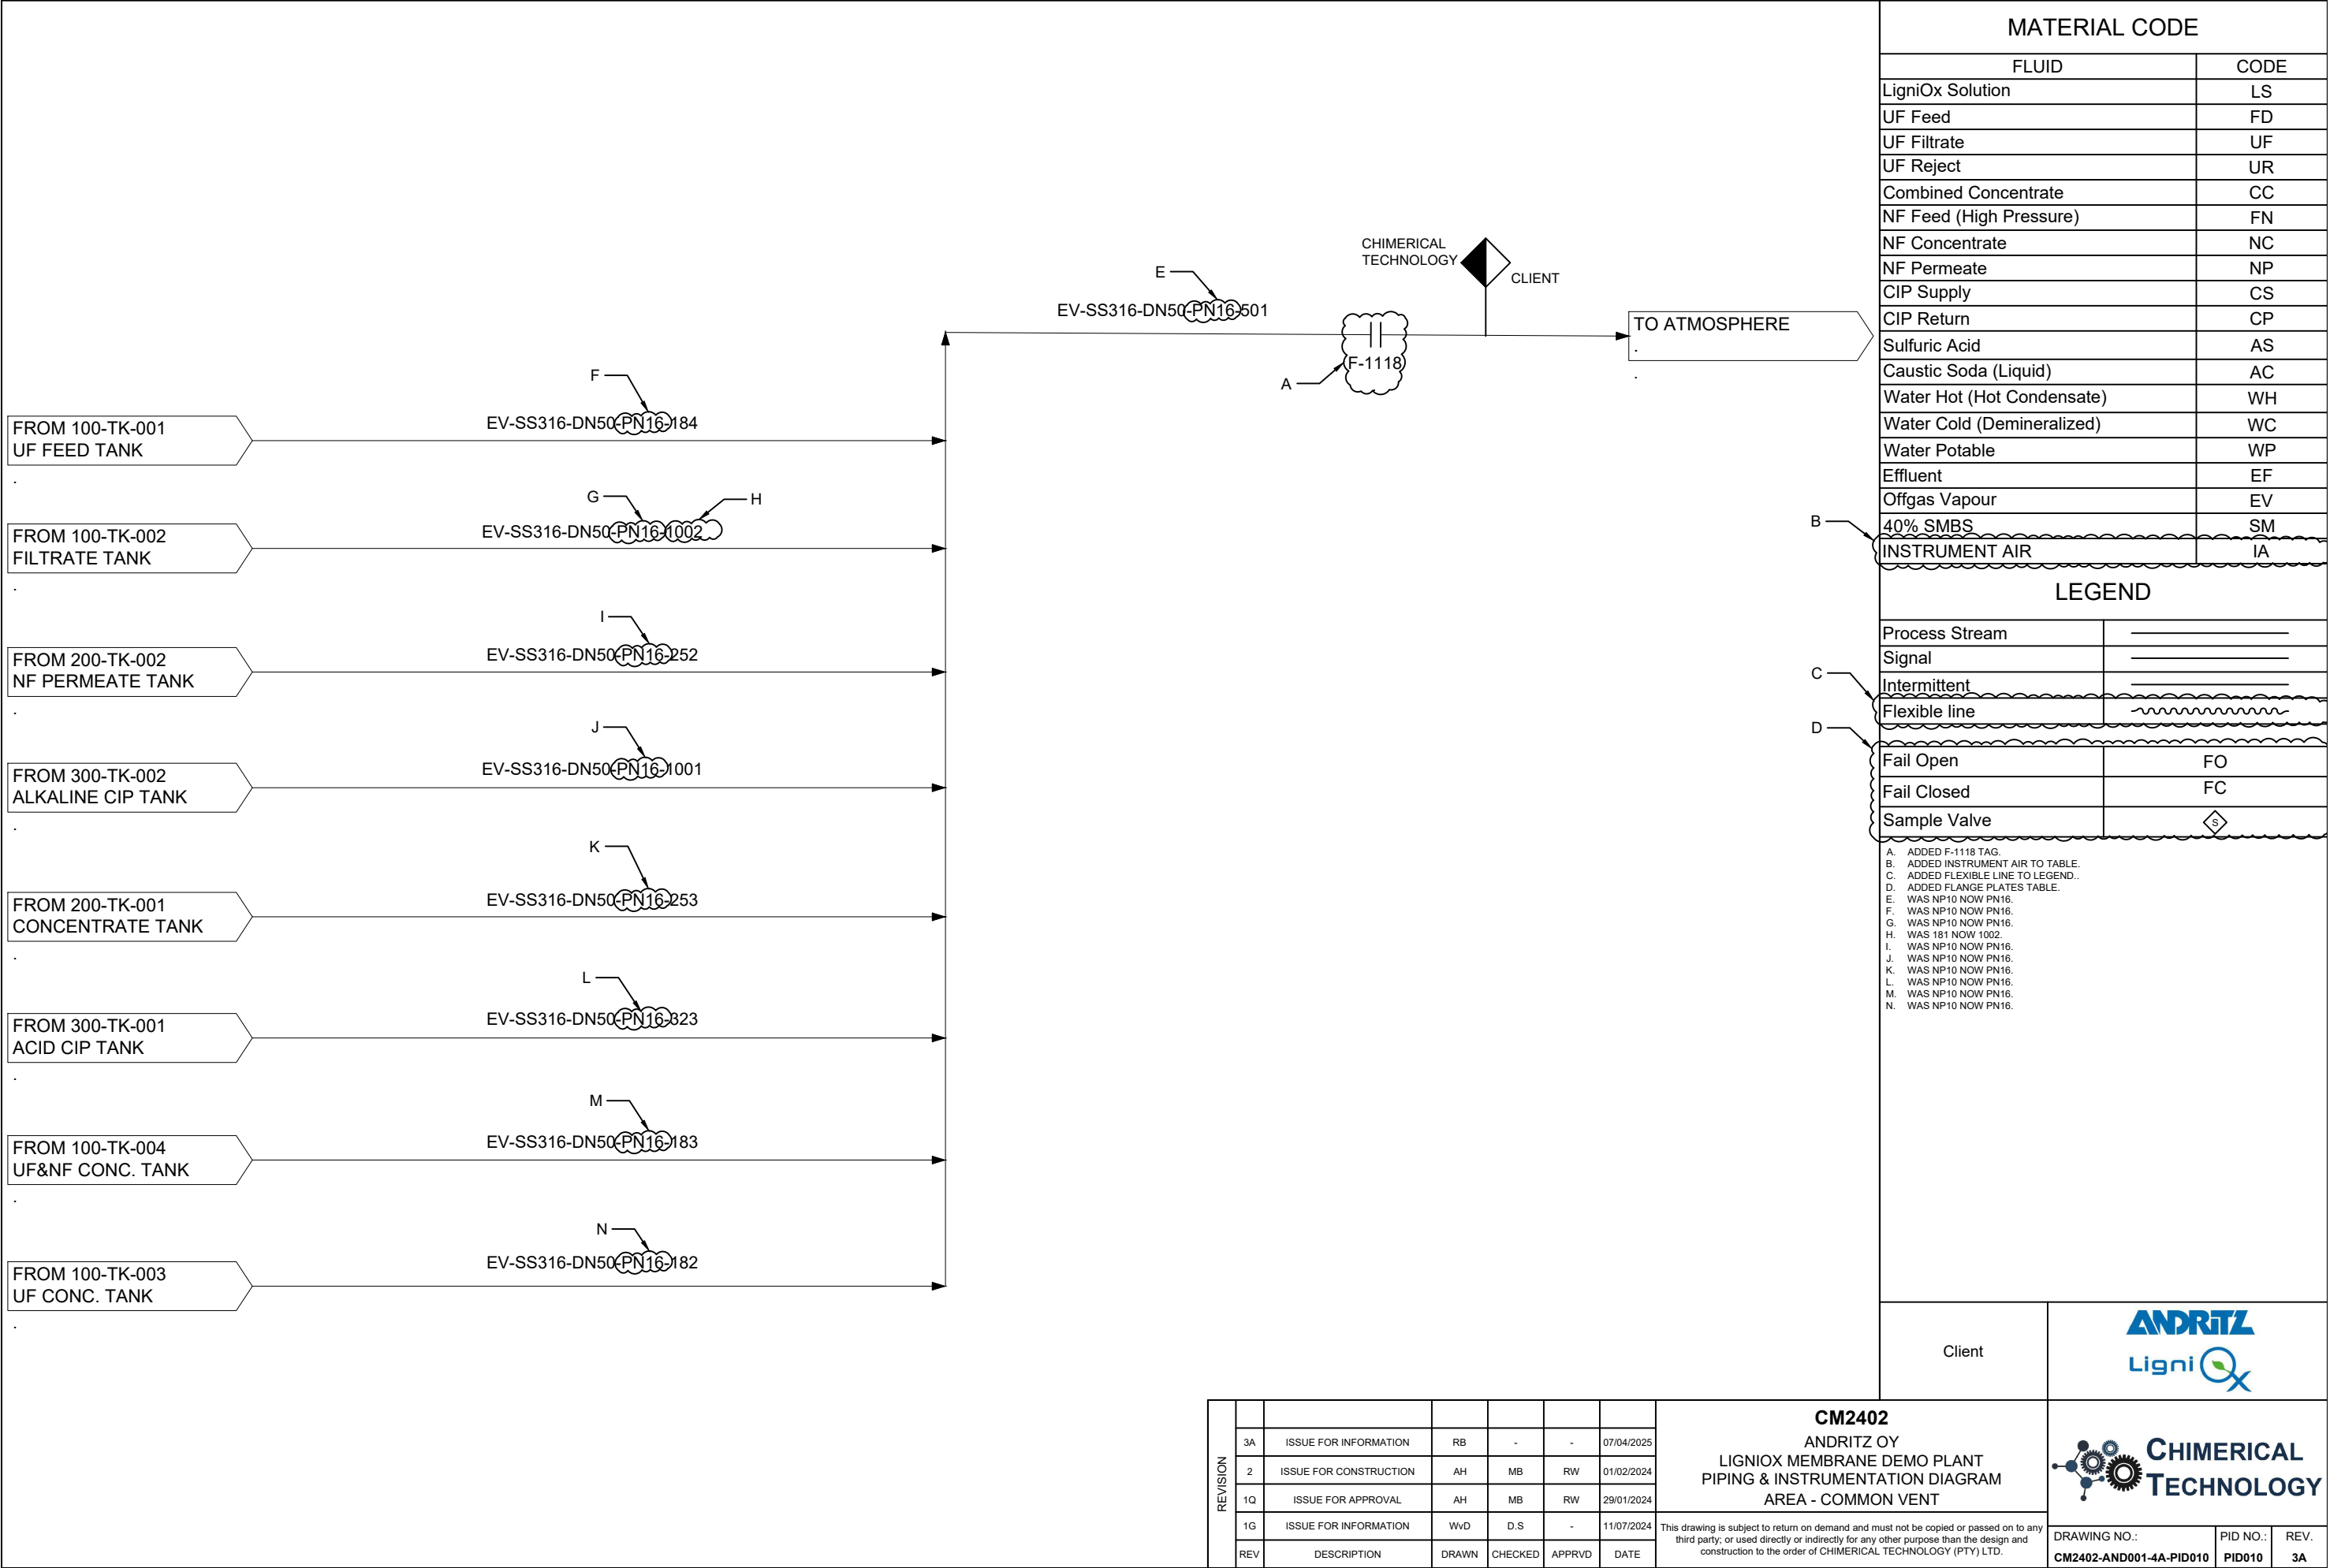 CHIMERICAL
TECHNOLOGY
CLIENT
E
EV-SS316-DN50-PN16-501
F-1118
A
TO ATMOSPHERE
.
.
F
EV-SS316-DN50-PN16-184
FROM 100-TK-001
UF FEED TANK
.
G
H
EV-SS316-DN50-PN16-1002
FROM 100-TK-002
FILTRATE TANK
.
I
EV-SS316-DN50-PN16-252
FROM 200-TK-002
NF PERMEATE TANK
.
J
EV-SS316-DN50-PN16-1001
FROM 300-TK-002
ALKALINE CIP TANK
.
K
EV-SS316-DN50-PN16-253
FROM 200-TK-001
CONCENTRATE TANK
.
L
EV-SS316-DN50-PN16-323
FROM 300-TK-001
ACID CIP TANK
.
M
EV-SS316-DN50-PN16-183
FROM 100-TK-004
UF&NF CONC. TANK
.
N
EV-SS316-DN50-PN16-182
FROM 100-TK-003
UF CONC. TANK
.
MATERIAL CODE
FLUID CODE
LigniOx Solution LS
UF Feed FD
UF Filtrate UF
UF Reject UR
Combined Concentrate CC
NF Feed (High Pressure) FN
NF Concentrate NC
NF Permeate NP
CIP Supply CS
CIP Return CP
Sulfuric Acid AS
Caustic Soda (Liquid) AC
Water Hot (Hot Condensate) WH
Water Cold (Demineralized) WC
Water Potable WP
Effluent EF
Offgas Vapour EV
40% SMBS SM
B
INSTRUMENT AIR IA
LEGEND
Process Stream
Signal
Intermittent
C
Flexible line
D
Fail Open FO
Fail Closed FC
Sample Valve S
A. ADDED F-1118 TAG.
B. ADDED INSTRUMENT AIR TO TABLE.
C. ADDED FLEXIBLE LINE TO LEGEND..
D. ADDED FLANGE PLATES TABLE.
E. WAS NP10 NOW PN16.
F. WAS NP10 NOW PN16.
G. WAS NP10 NOW PN16.
H. WAS 181 NOW 1002.
I. WAS NP10 NOW PN16.
J. WAS NP10 NOW PN16.
K. WAS NP10 NOW PN16.
L. WAS NP10 NOW PN16.
M. WAS NP10 NOW PN16.
N. WAS NP10 NOW PN16.
Client
ANDRITZ
LigniOx
REVISION
3A ISSUE FOR INFORMATION RB - - 07/04/2025
2 ISSUE FOR CONSTRUCTION AH MB RW 01/02/2024
1Q ISSUE FOR APPROVAL AH MB RW 29/01/2024
1G ISSUE FOR INFORMATION WvD D.S - 11/07/2024
REV DESCRIPTION DRAWN CHECKED APPRVD DATE
CM2402
ANDRITZ OY
LIGNIOX MEMBRANE DEMO PLANT
PIPING & INSTRUMENTATION DIAGRAM
AREA - COMMON VENT
This drawing is subject to return on demand and must not be copied or passed on to any
third party; or used directly or indirectly for any other purpose than the design and
construction to the order of CHIMERICAL TECHNOLOGY (PTY) LTD.
CHIMERICAL
TECHNOLOGY
DRAWING NO.: PID NO.: REV.
CM2402-AND001-4A-PID010 PID010 3A